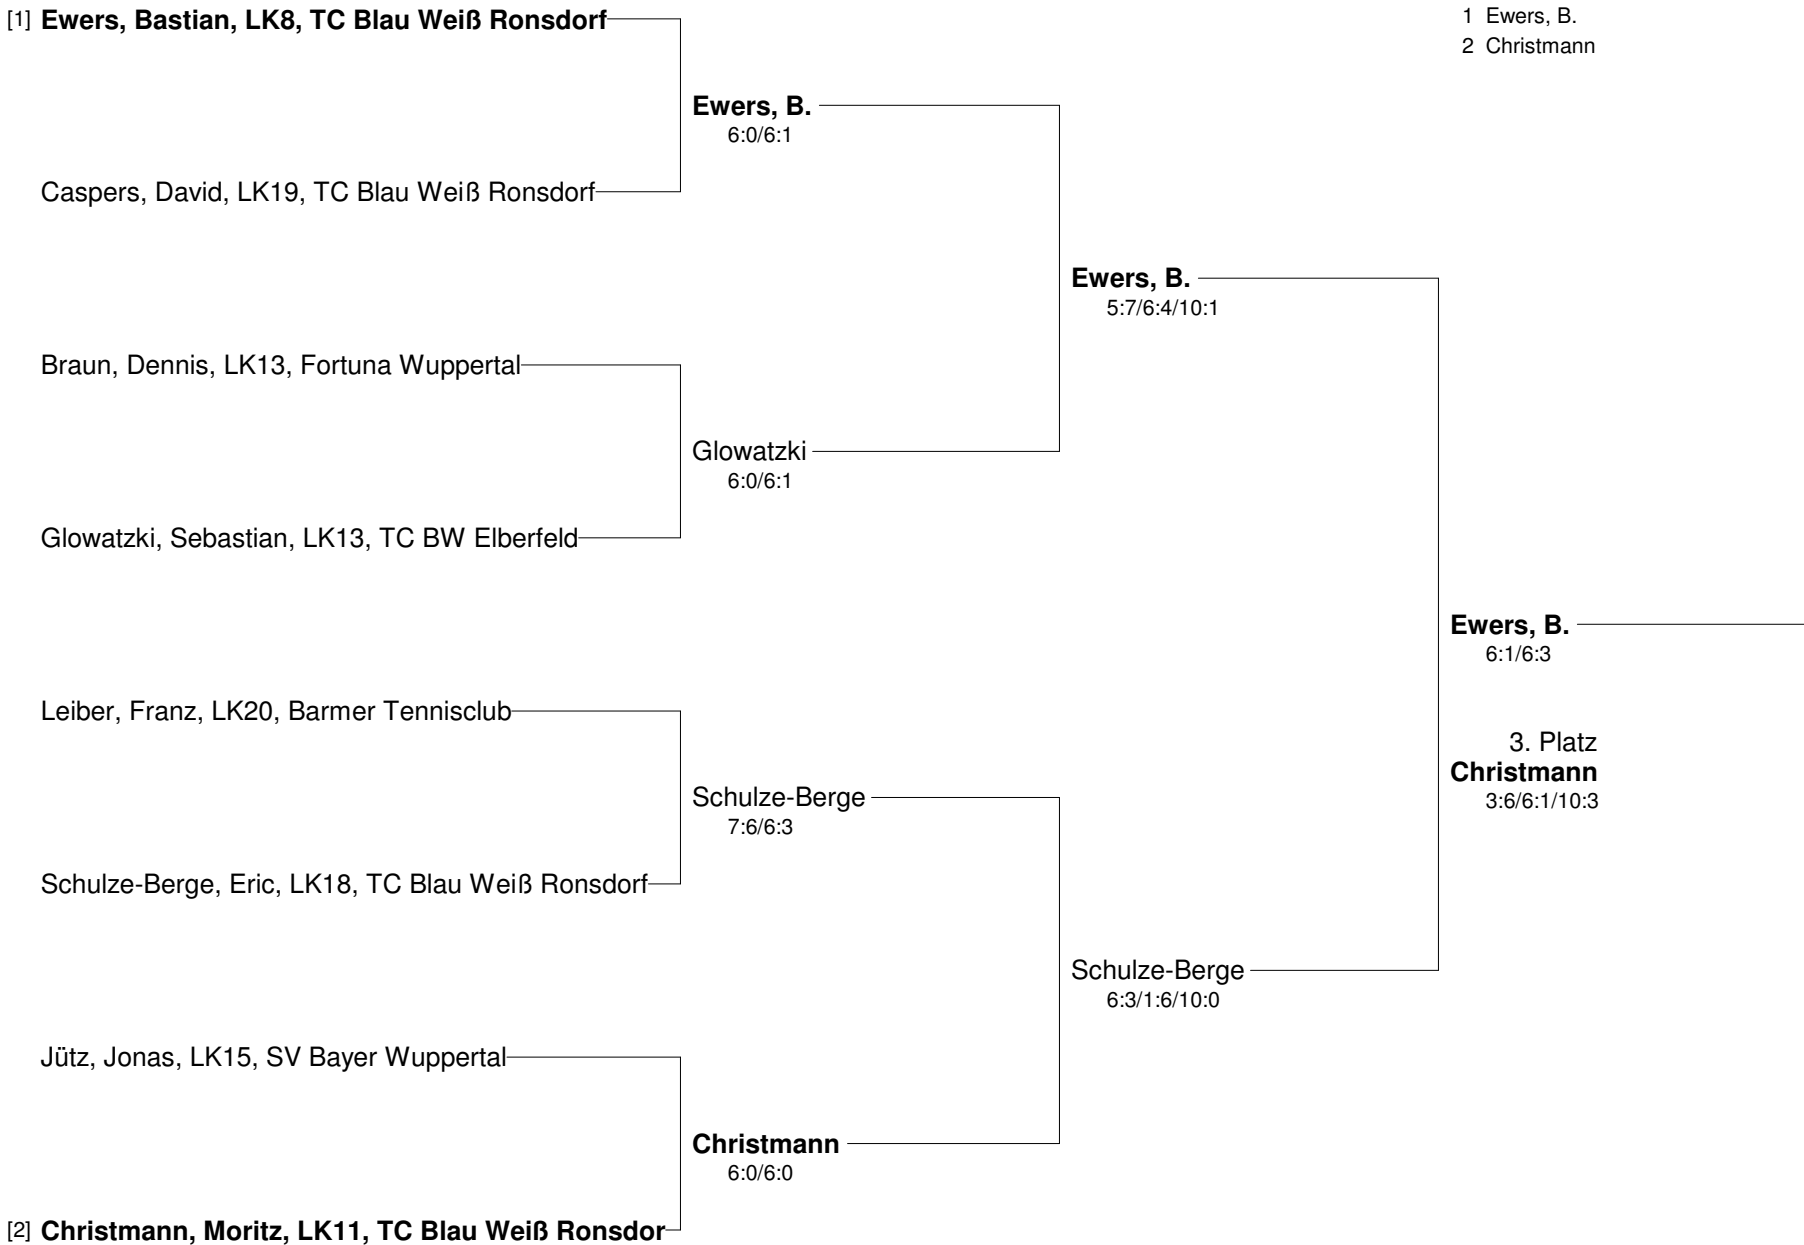 [1] Ewers, Bastian, LK8, TC Blau Weiß Ronsdorf
1 Ewers, B.
2 Christmann
Ewers, B.
6:0/6:1
Caspers, David, LK19, TC Blau Weiß Ronsdorf
Ewers, B.
5:7/6:4/10:1
Braun, Dennis, LK13, Fortuna Wuppertal
Glowatzki
6:0/6:1
Glowatzki, Sebastian, LK13, TC BW Elberfeld
Ewers, B.
6:1/6:3
Leiber, Franz, LK20, Barmer Tennisclub
3. Platz
Christmann
3:6/6:1/10:3
Schulze-Berge
7:6/6:3
Schulze-Berge, Eric, LK18, TC Blau Weiß Ronsdorf
Schulze-Berge
6:3/1:6/10:0
Jütz, Jonas, LK15, SV Bayer Wuppertal
Christmann
6:0/6:0
[2] Christmann, Moritz, LK11, TC Blau Weiß Ronsdor